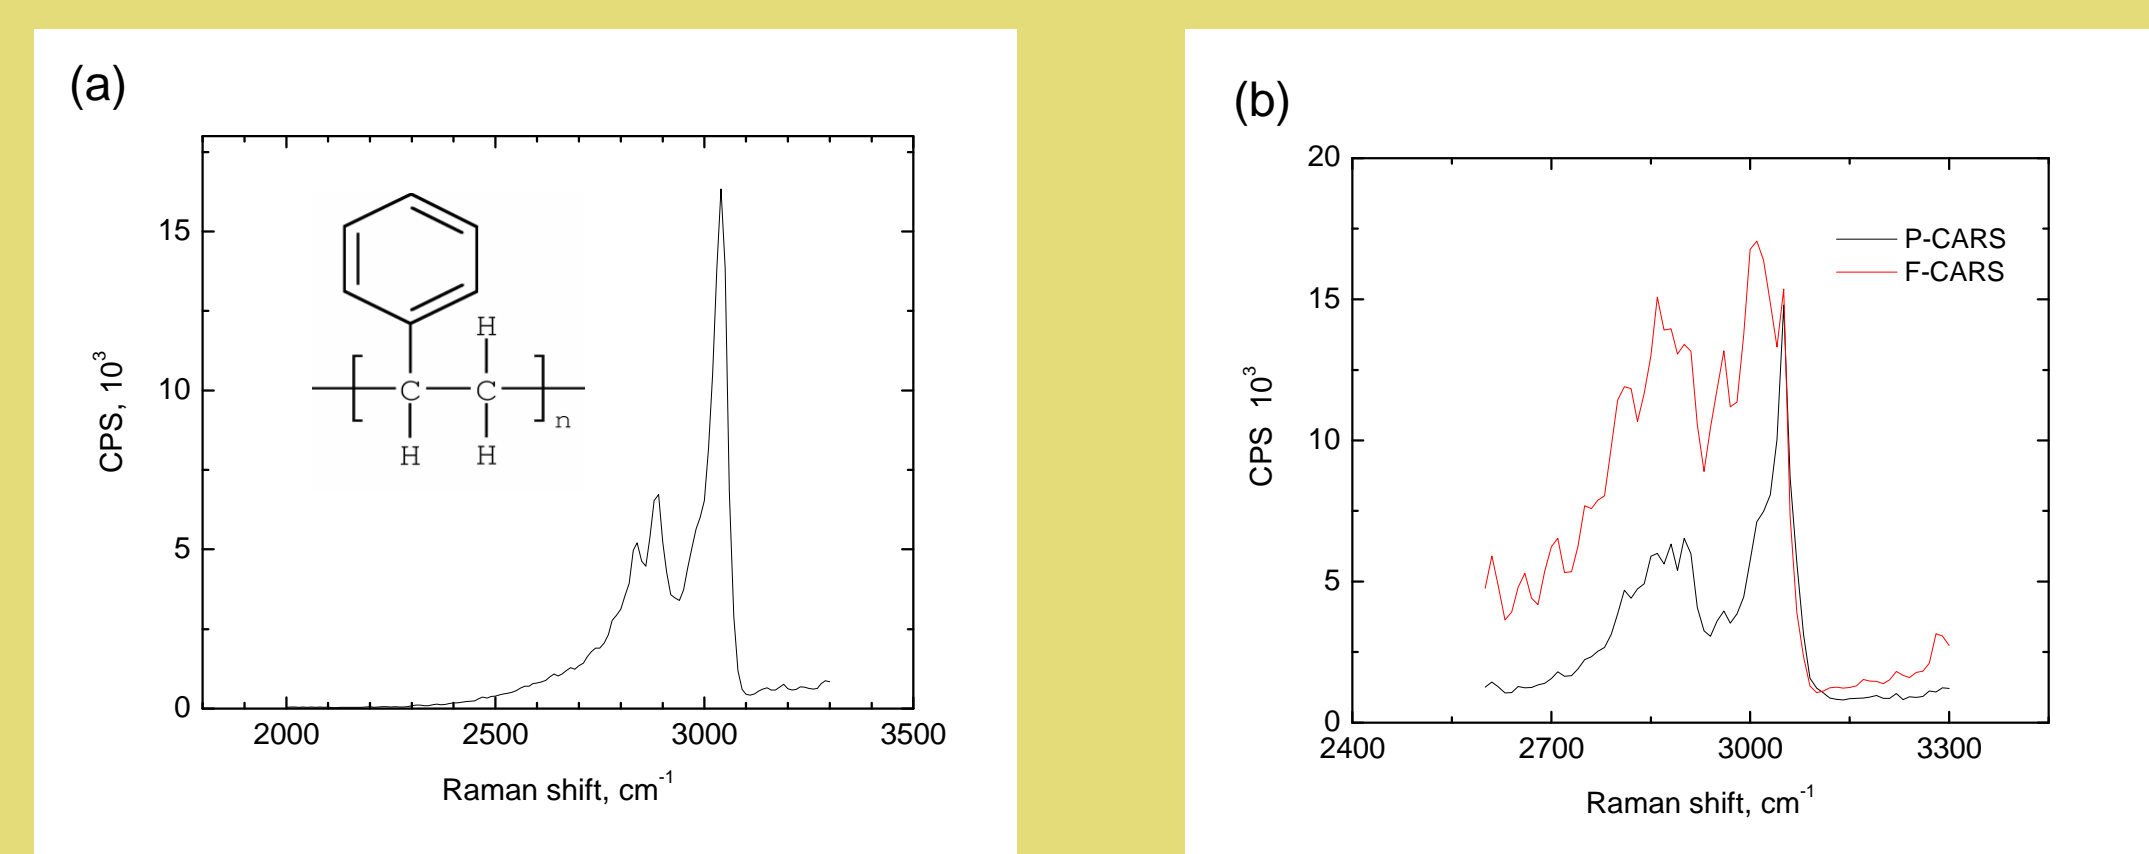 (a)
15
10
5
0
CPS, 10³
2000 2500 3000 3500
Raman shift, cm⁻¹
H
C C
n
H H
(b)
20
15
10
5
0
CPS 10³
P-CARS
F-CARS
2400 2700 3000 3300
Raman shift, cm⁻¹